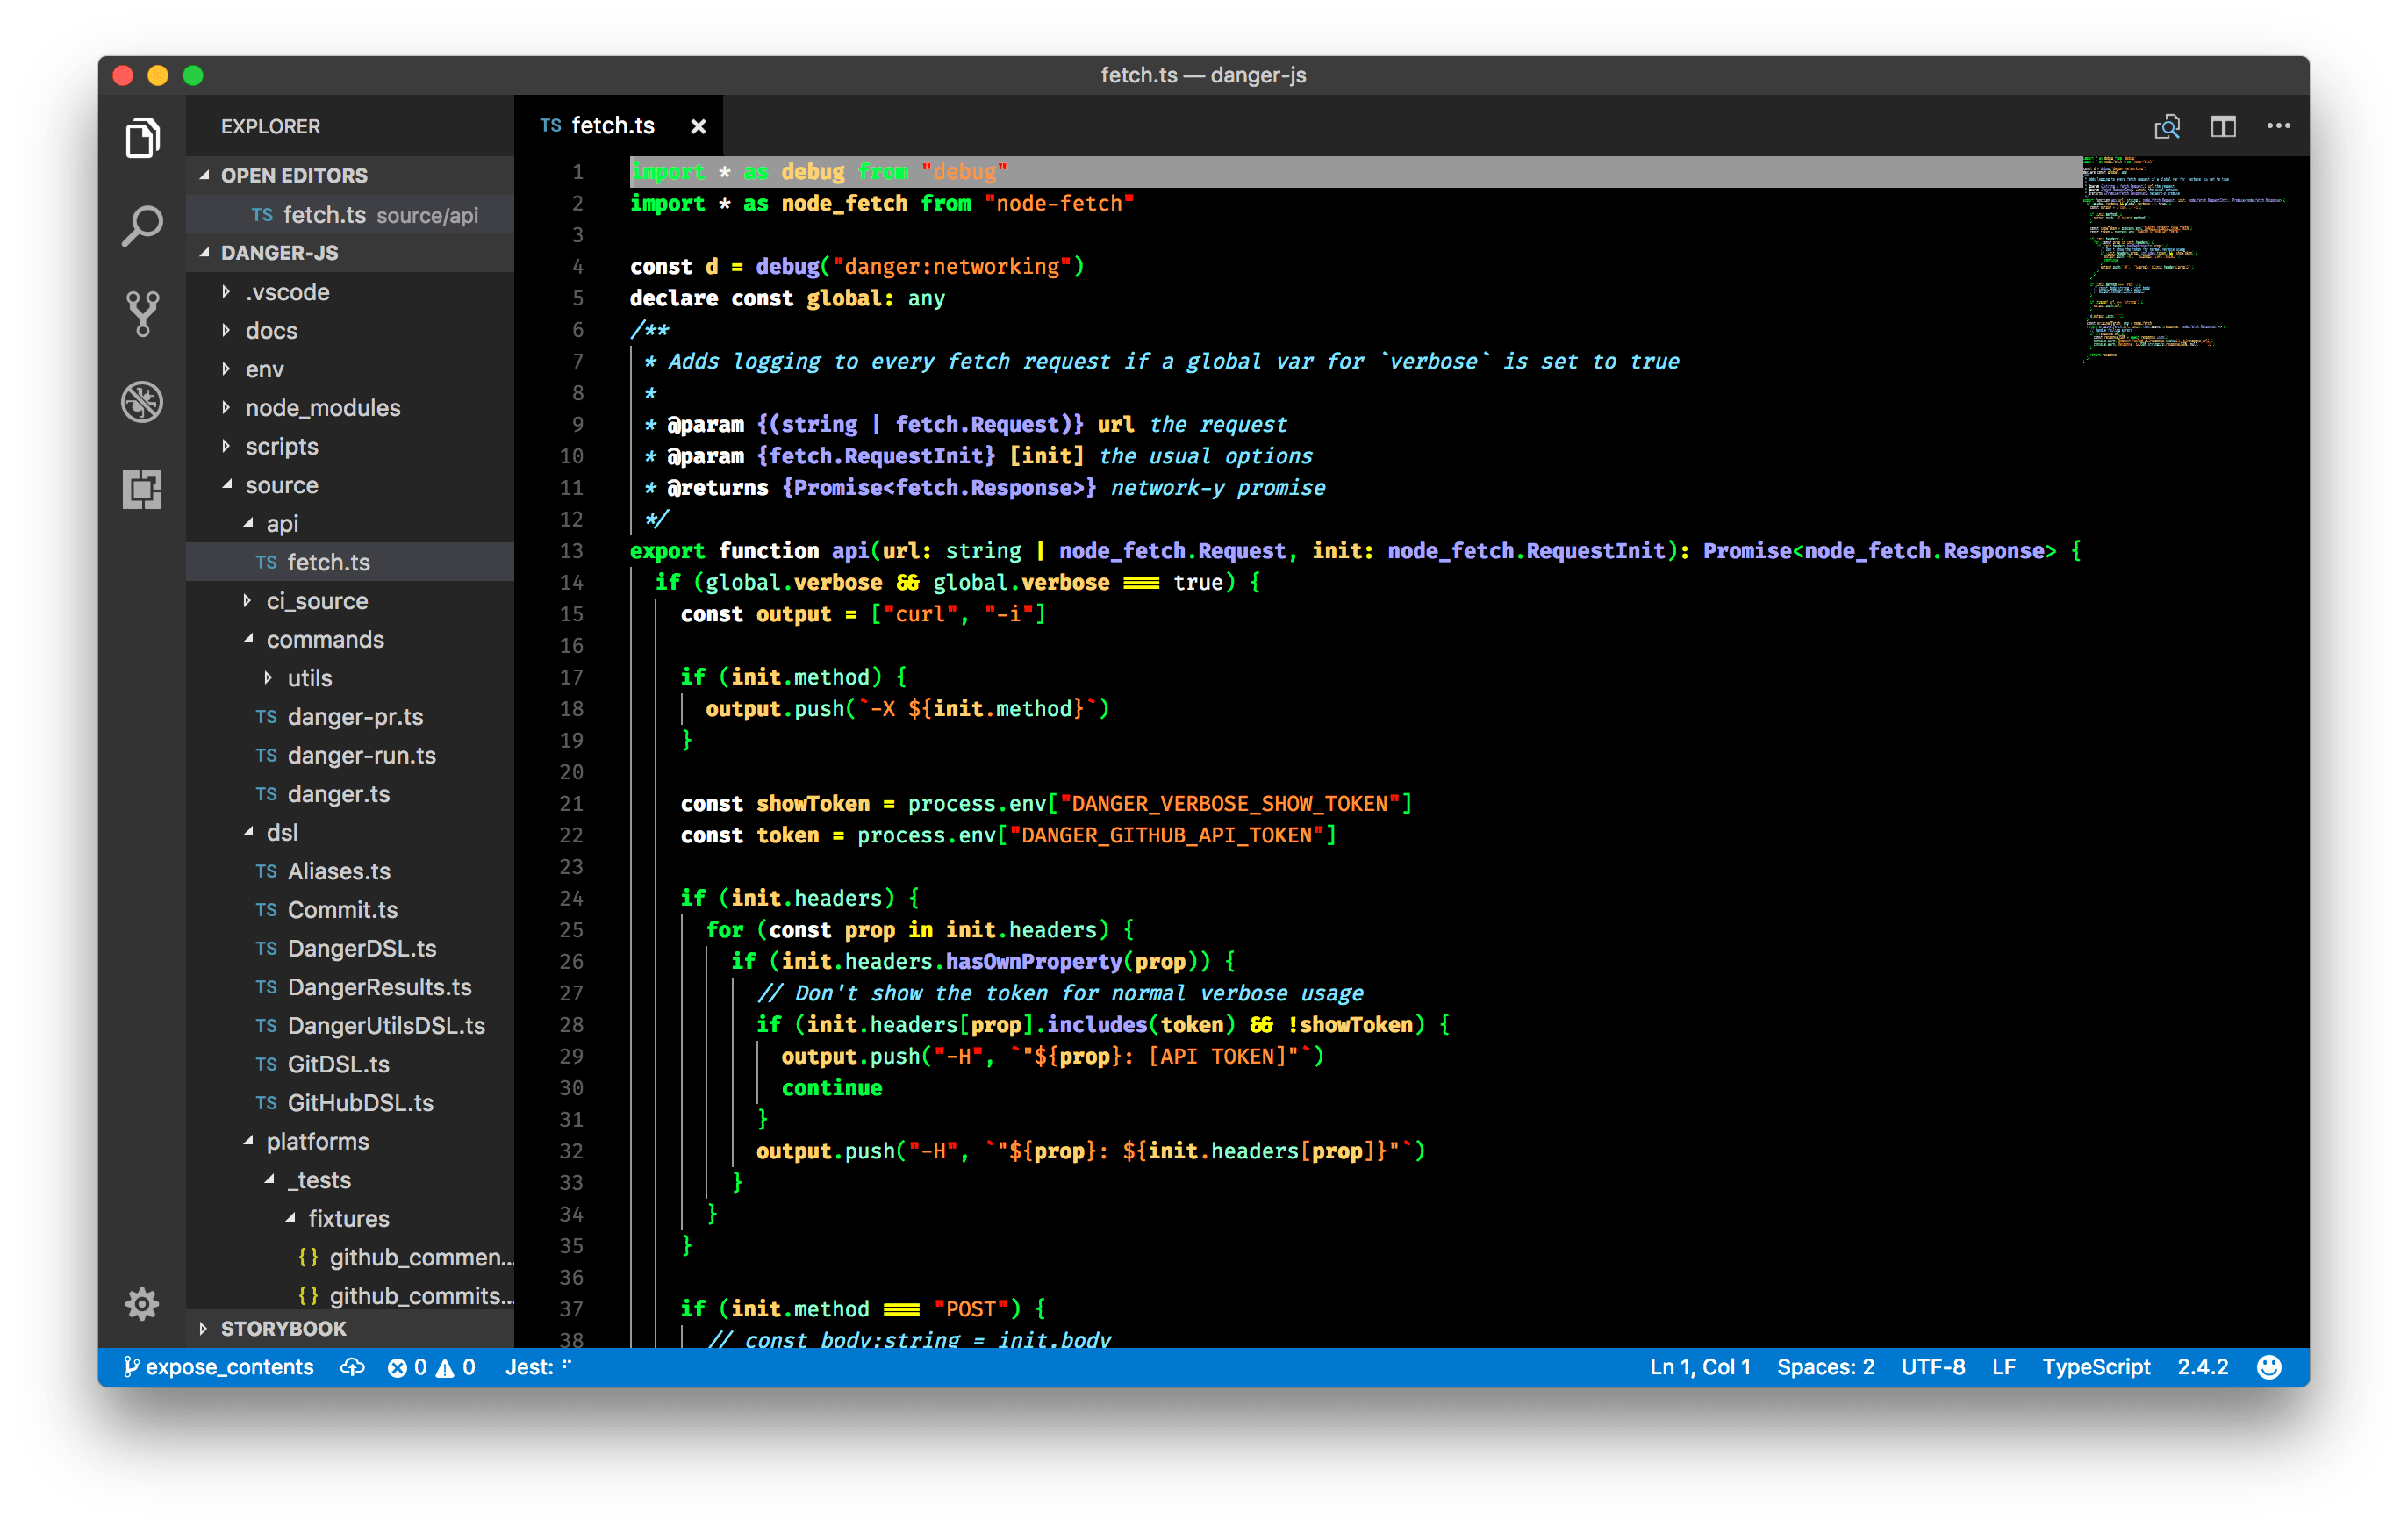 fetch.ts — danger-js
EXPLORER
OPEN EDITORS
TS fetch.ts source/api
DANGER-JS
.vscode
docs
env
node_modules
scripts
source
api
TS fetch.ts
ci_source
commands
utils
TS danger-pr.ts
TS danger-run.ts
TS danger.ts
dsl
TS Aliases.ts
TS Commit.ts
TS DangerDSL.ts
TS DangerResults.ts
TS DangerUtilsDSL.ts
TS GitDSL.ts
TS GitHubDSL.ts
platforms
_tests
fixtures
{} github_commen...
{} github_commits...
STORYBOOK
TS fetch.ts ×
1 import * as debug from "debug"
2 import * as node_fetch from "node-fetch"
3
4 const d = debug("danger:networking")
5 declare const global: any
6 /**
7 * Adds logging to every fetch request if a global var for `verbose` is set to true
8 *
9 * @param {(string | fetch.Request)} url the request
10 * @param {fetch.RequestInit} [init] the usual options
11 * @returns {Promise<fetch.Response>} network-y promise
12 */
13 export function api(url: string | node_fetch.Request, init: node_fetch.RequestInit): Promise<node_fetch.Response> {
14 if (global.verbose && global.verbose === true) {
15 const output = ["curl", "-i"]
16
17 if (init.method) {
18 output.push(`-X ${init.method}`)
19 }
20
21 const showToken = process.env["DANGER_VERBOSE_SHOW_TOKEN"]
22 const token = process.env["DANGER_GITHUB_API_TOKEN"]
23
24 if (init.headers) {
25 for (const prop in init.headers) {
26 if (init.headers.hasOwnProperty(prop)) {
27 // Don't show the token for normal verbose usage
28 if (init.headers[prop].includes(token) && !showToken) {
29 output.push("-H", `"${prop}: [API TOKEN]"`)
30 continue
31 }
32 output.push("-H", `"${prop}: ${init.headers[prop]}"`)
33 }
34 }
35 }
36
37 if (init.method === "POST") {
38 // const body:string = init.body
expose_contents 0 0 Jest: Ln 1, Col 1 Spaces: 2 UTF-8 LF TypeScript 2.4.2